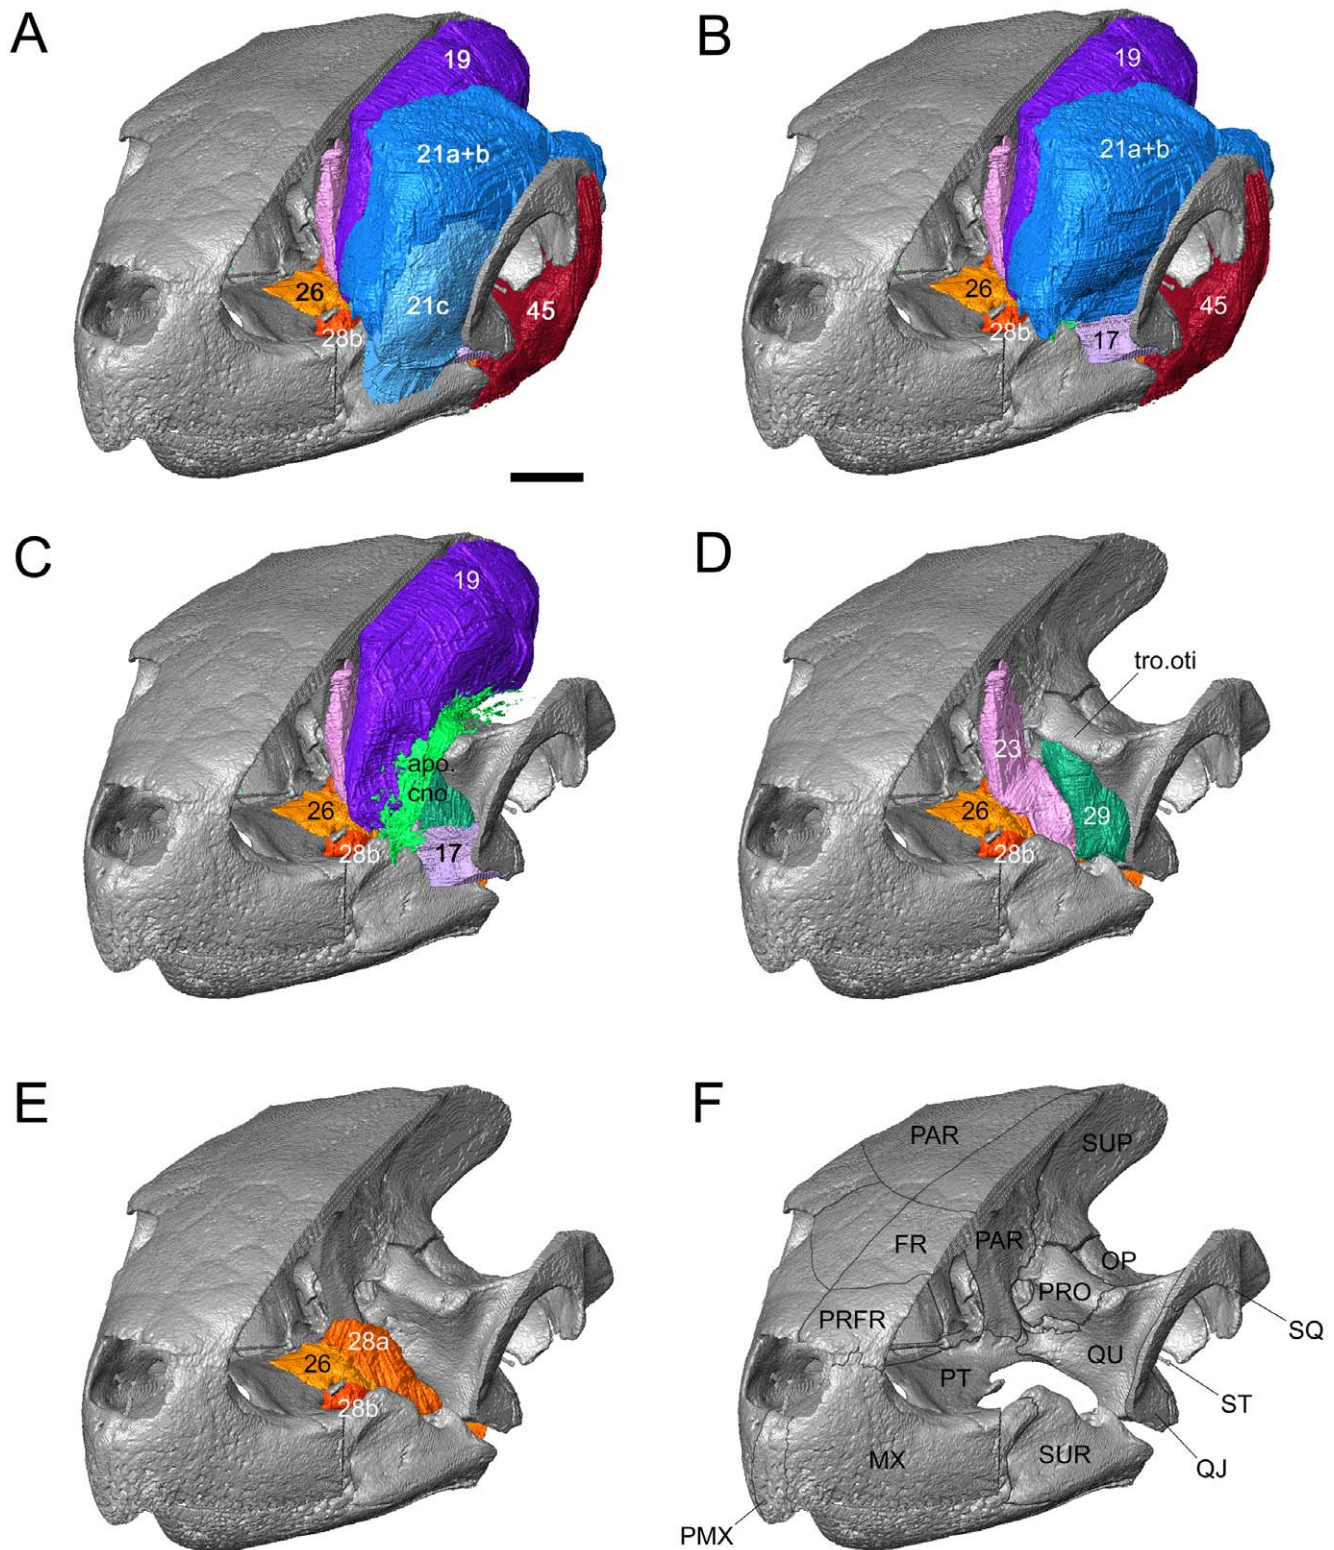 A
19
21a+b
21c
26
28b
45
B
19
21a+b
26
28b
17
45
C
19
apo.
cno
26
28b
17
D
tro.oti
23
26
29
28b
E
28a
26
28b
F
PAR
SUP
FR
PAR
OP
PRO
PRFR
SQ
QU
PT
ST
MX
SUR
QJ
PMX